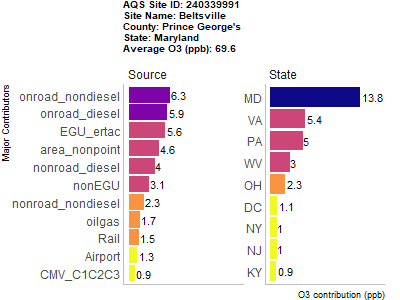 AQS Site ID: 240339991
Site Name: Beltsville
County: Prince George's
State: Maryland
Average O3 (ppb): 69.6
Major Contributors
Source
onroad_nondiesel 6.3
onroad_diesel 5.9
EGU_ertac 5.6
area_nonpoint 4.6
nonroad_diesel 4
nonEGU 3.1
nonroad_nondiesel 2.3
oilgas 1.7
Rail 1.5
Airport 1.3
CMV_C1C2C3 0.9
State
MD 13.8
VA 5.4
PA 5
WV 3
OH 2.3
DC 1.1
NY 1
NJ 1
KY 0.9
O3 contribution (ppb)